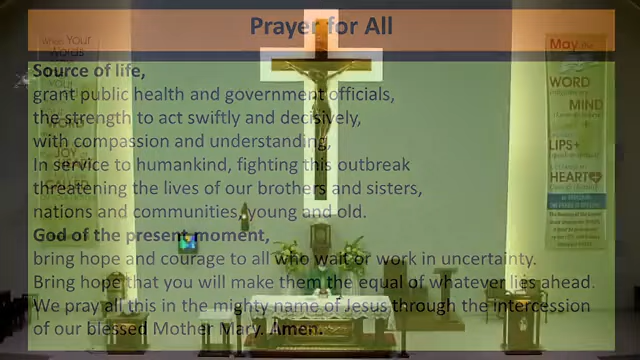 Prayer for All
Source of life,
grant public health and government officials,
the strength to act swiftly and decisively,
with compassion and understanding,
In service to humankind, fighting this outbreak
threatening the lives of our brothers and sisters,
nations and communities, young and old.
God of the present moment,
bring hope and courage to all who wait or work in uncertainty.
Bring hope that you will make them the equal of whatever lies ahead.
We pray all this in the mighty name of Jesus through the intercession
of our blessed Mother Mary. Amen.
When Your
Words
May the
WORD
MIND
LIPS+
HEART